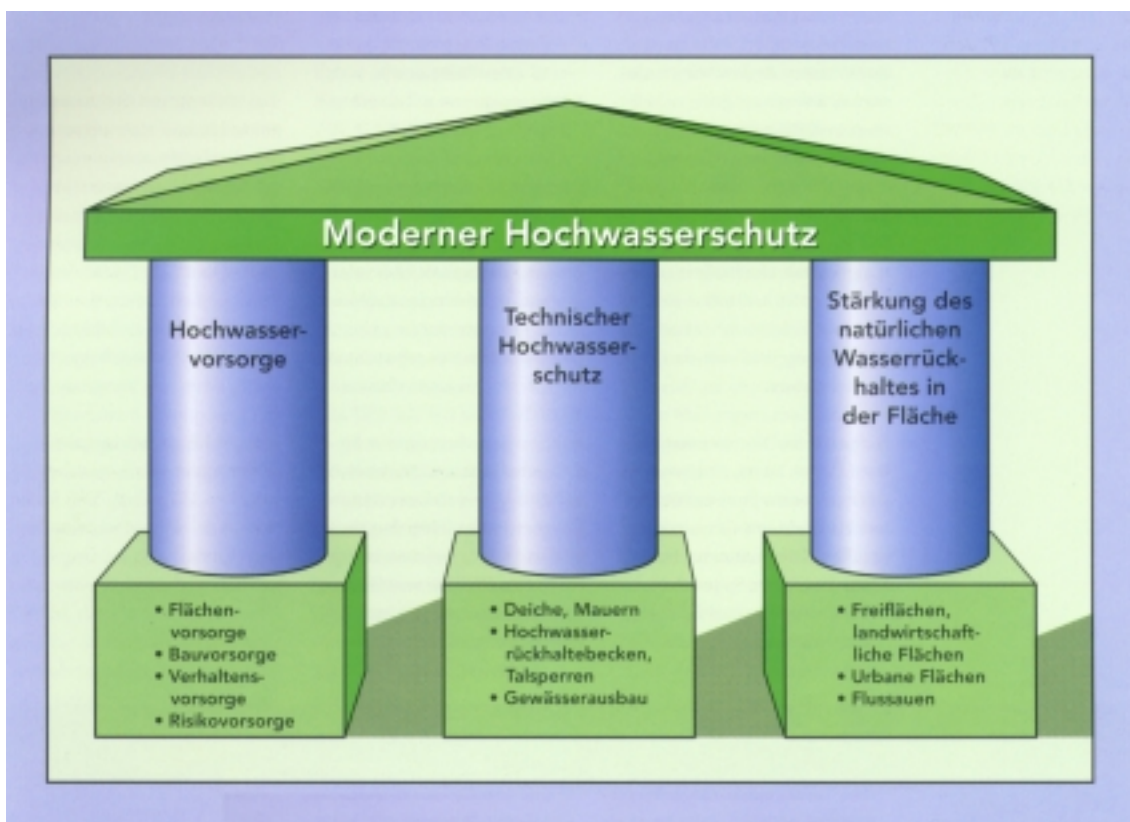 Moderner Hochwasserschutz
Hochwasser-
vorsorge
Technischer
Hochwasser-
schutz
Stärkung des
natürlichen
Wasserrück-
haltes in
der Fläche
• Flächen-
vorsorge
• Bauvorsorge
• Verhaltens-
vorsorge
• Risikovorsorge
• Deiche, Mauern
• Hochwasser-
rückhaltebecken,
Talsperren
• Gewässerausbau
• Freiflächen,
landwirtschaft-
liche Flächen
• Urbane Flächen
• Flussauen